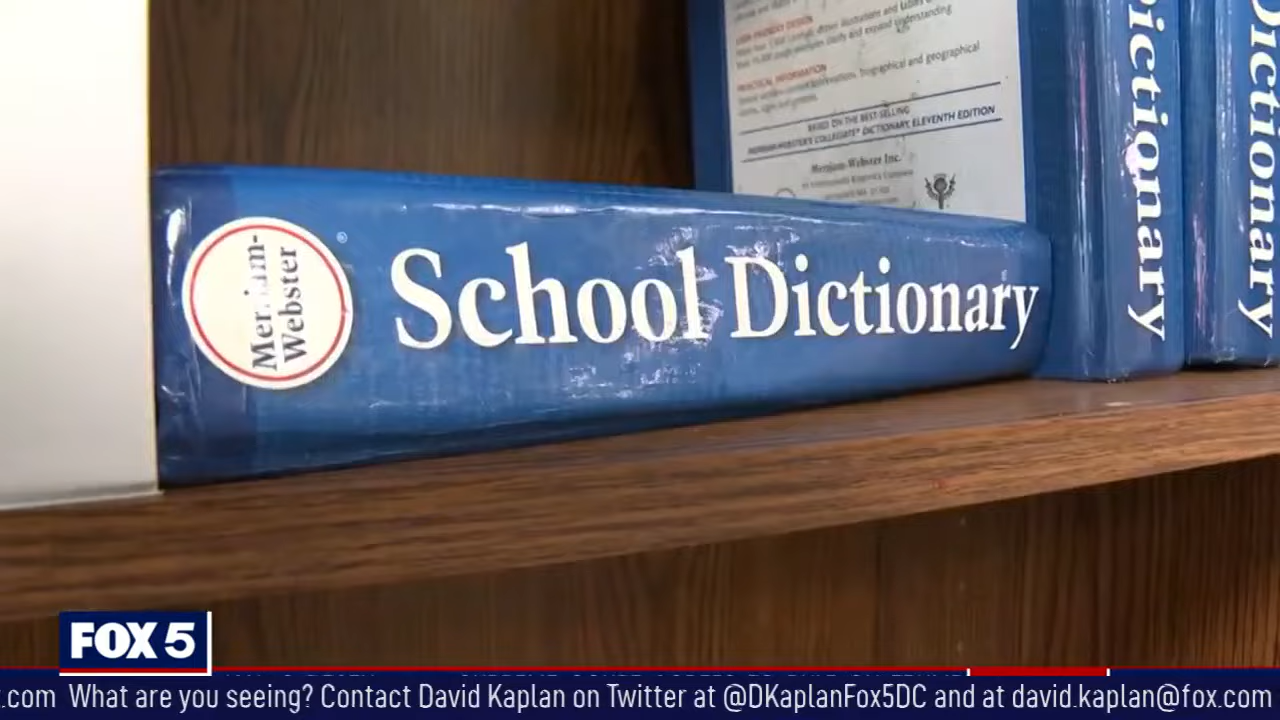 PRACTICAL INFORMATION
BASED ON THE BEST-SELLING
MERRIAM-WEBSTER'S COLLEGIATE® DICTIONARY, ELEVENTH EDITION
Merriam-Webster Inc.
Merriam-
Webster
®
School Dictionary
Dictionary
Dictionary
FOX 5
.com What are you seeing? Contact David Kaplan on Twitter at @DKaplanFox5DC and at david.kaplan@fox.com